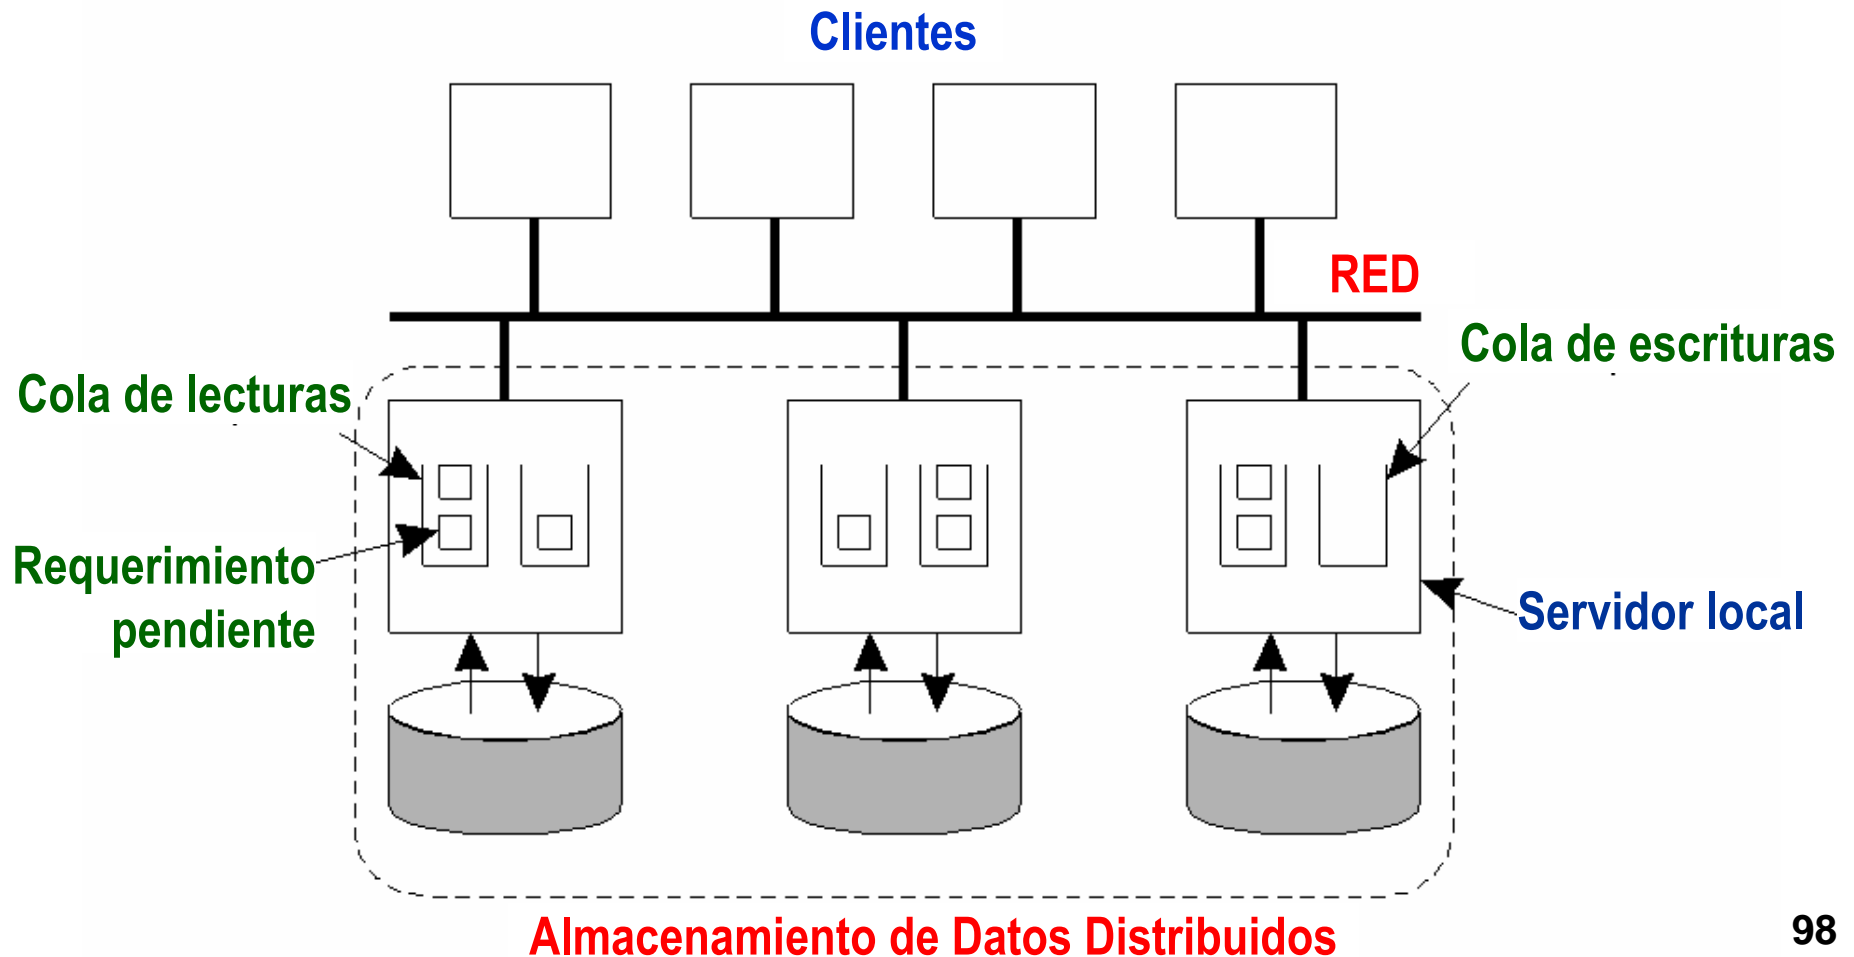 Clientes
RED
Cola de escrituras
Cola de lecturas
Requerimiento
pendiente
Servidor local
Almacenamiento de Datos Distribuidos
98